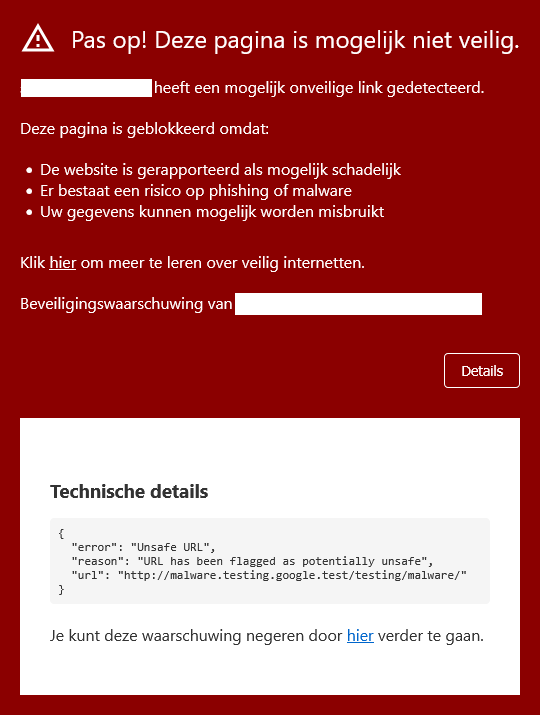 Pas op! Deze pagina is mogelijk niet veilig.
heeft een mogelijk onveilige link gedetecteerd.
Deze pagina is geblokkeerd omdat:
• De website is gerapporteerd als mogelijk schadelijk
• Er bestaat een risico op phishing of malware
• Uw gegevens kunnen mogelijk worden misbruikt
Klik hier om meer te leren over veilig internetten.
Beveiligingswaarschuwing van
Details
Technische details
{
  "error": "Unsafe URL",
  "reason": "URL has been flagged as potentially unsafe",
  "url": "http://malware.testing.google.test/testing/malware/"
}
Je kunt deze waarschuwing negeren door hier verder te gaan.